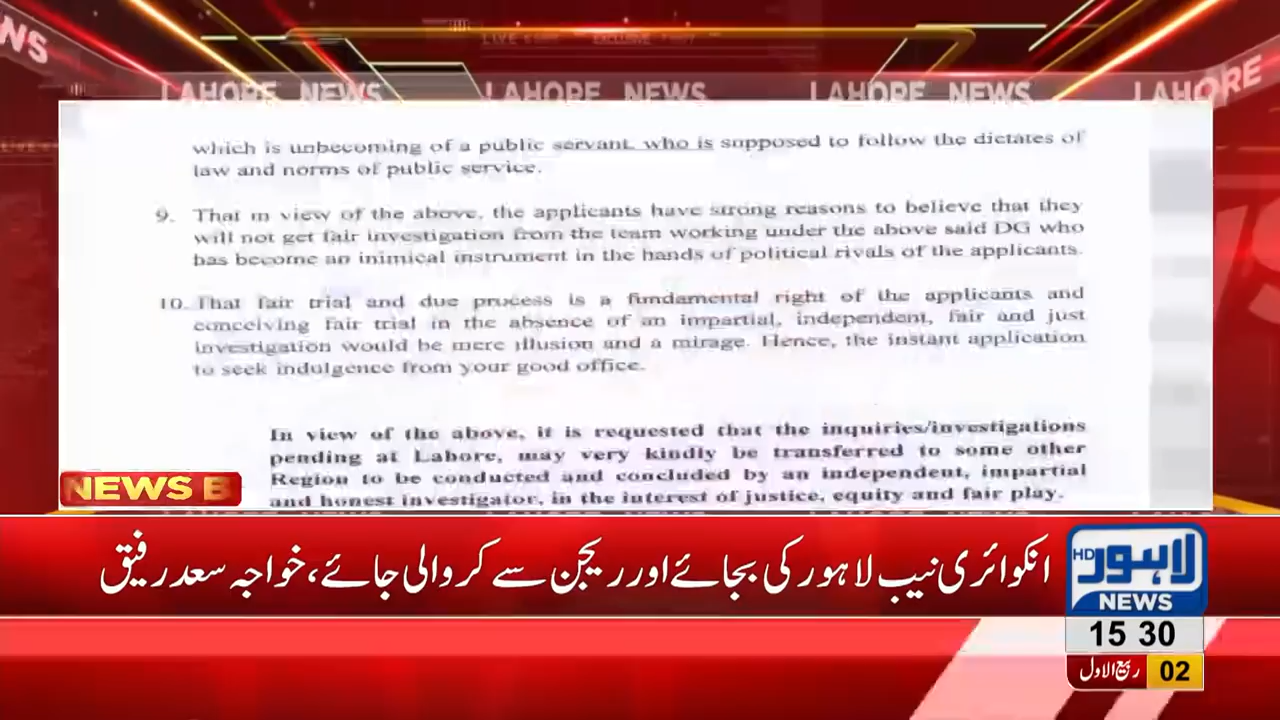 NEWS
LIVE
EXCLUSIVE
LAHORE NEWS
LAHORE NEWS
LAHORE NEWS
LAHORE
which is unbecoming of a public servant, who is supposed to follow the dictates of
law and norms of public service.
9. That in view of the above, the applicants have strong reasons to believe that they
will not get fair investigation from the team working under the above said DG who
has become an inimical instrument in the hands of political rivals of the applicants.
10. That fair trial and due process is a fundamental right of the applicants and
conceiving fair trial in the absence of an impartial, independent, fair and just
investigation would be mere illusion and a mirage. Hence, the instant application
to seek indulgence from your good office.
In view of the above, it is requested that the inquiries/investigations
pending at Lahore, may very kindly be transferred to some other
Region to be conducted and concluded by an independent, impartial
and honest investigator, in the interest of justice, equity and fair play.
NEWS B
انکوائری نیب لاہور کی بجائے اور ریجن سے کروالی جائے، خواجہ سعد رفیق
HD
لاہور
NEWS
15 30
02 ربیع الاول